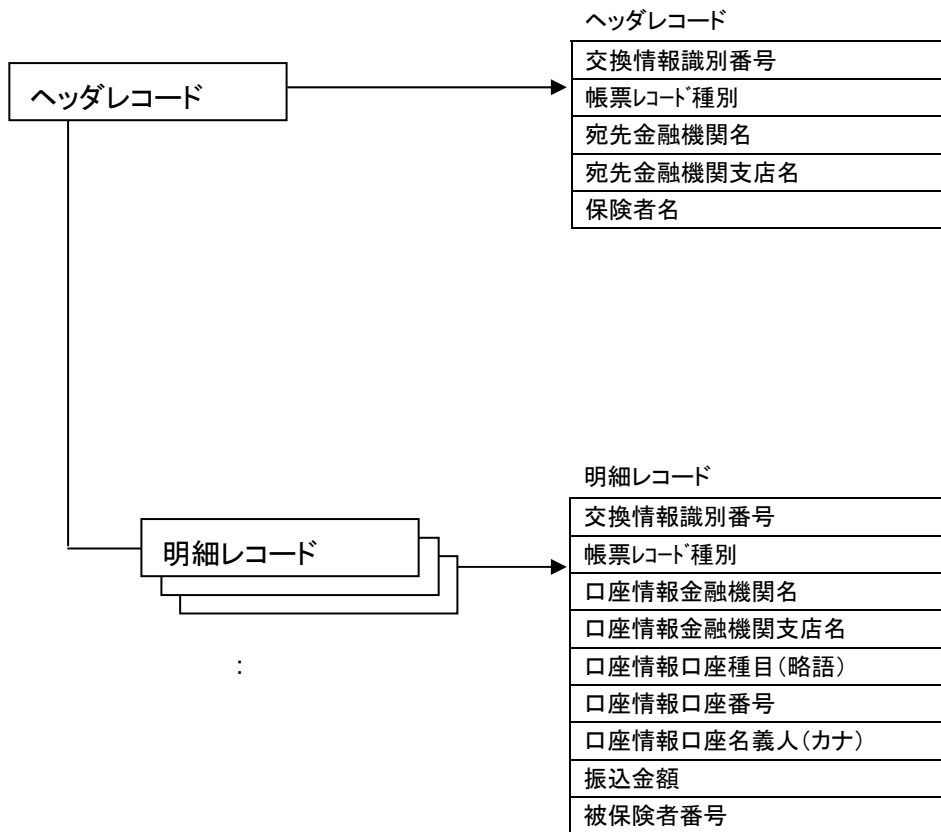 ヘッダレコード
ヘッダレコード
交換情報識別番号
帳票ﾚｺｰﾄﾞ種別
宛先金融機関名
宛先金融機関支店名
保険者名
明細レコード
明細レコード
:
交換情報識別番号
帳票ﾚｺｰﾄﾞ種別
口座情報金融機関名
口座情報金融機関支店名
口座情報口座種目(略語)
口座情報口座番号
口座情報口座名義人(カナ)
振込金額
被保険者番号